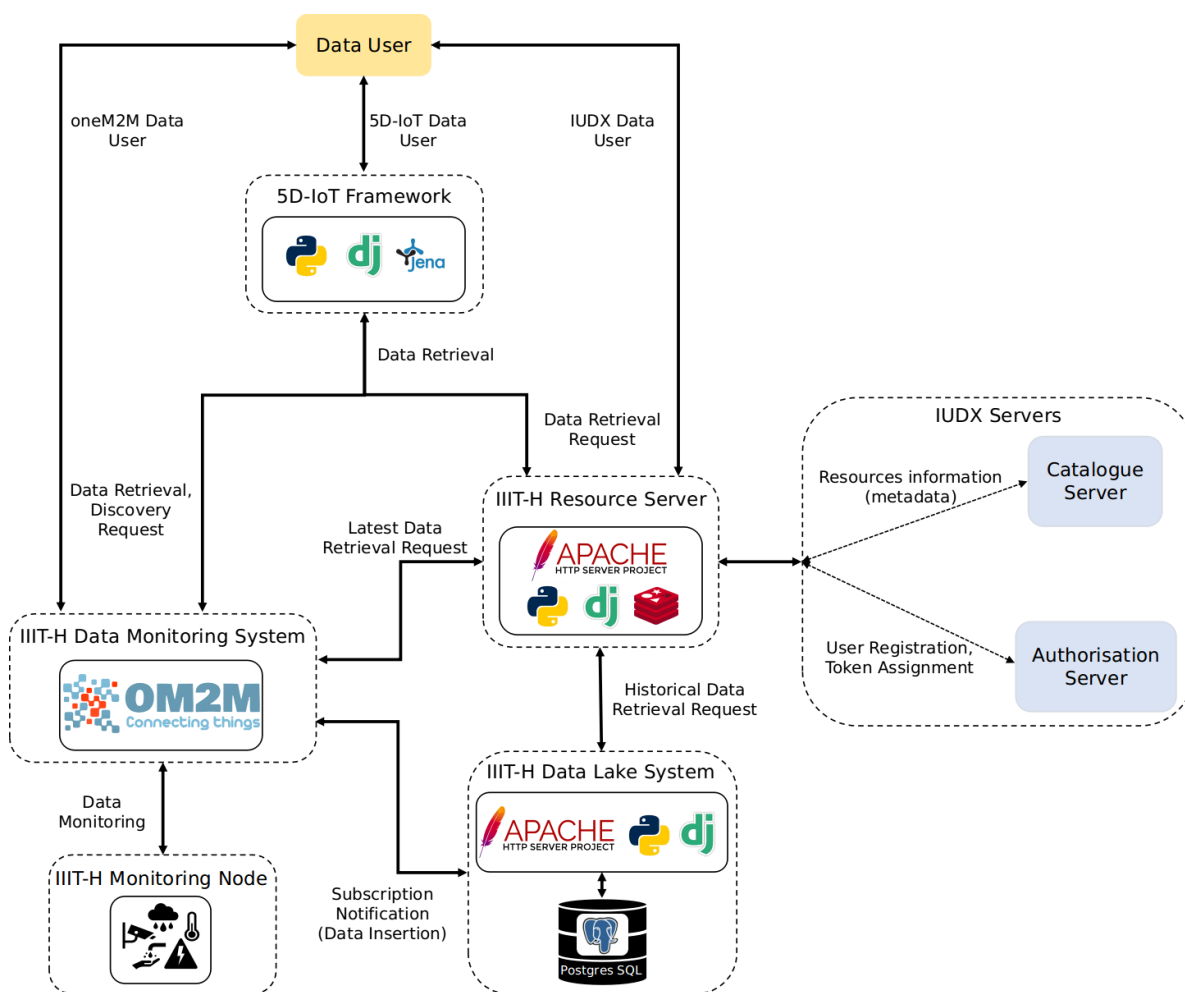 Data User
oneM2M Data
User
5D-IoT Data
User
IUDX Data
User
5D-IoT Framework
dj
jena
Data Retrieval
Data Retrieval
Request
Data Retrieval,
Discovery
Request
Latest Data
Retrieval Request
IIIT-H Resource Server
APACHE
HTTP SERVER PROJECT
dj
IUDX Servers
Resources information
(metadata)
Catalogue
Server
User Registration,
Token Assignment
Authorisation
Server
IIIT-H Data Monitoring System
OM2M
Connecting things
Historical Data
Retrieval Request
IIIT-H Data Lake System
APACHE
HTTP SERVER PROJECT
dj
Postgres SQL
Data
Monitoring
IIIT-H Monitoring Node
Subscription
Notification
(Data Insertion)